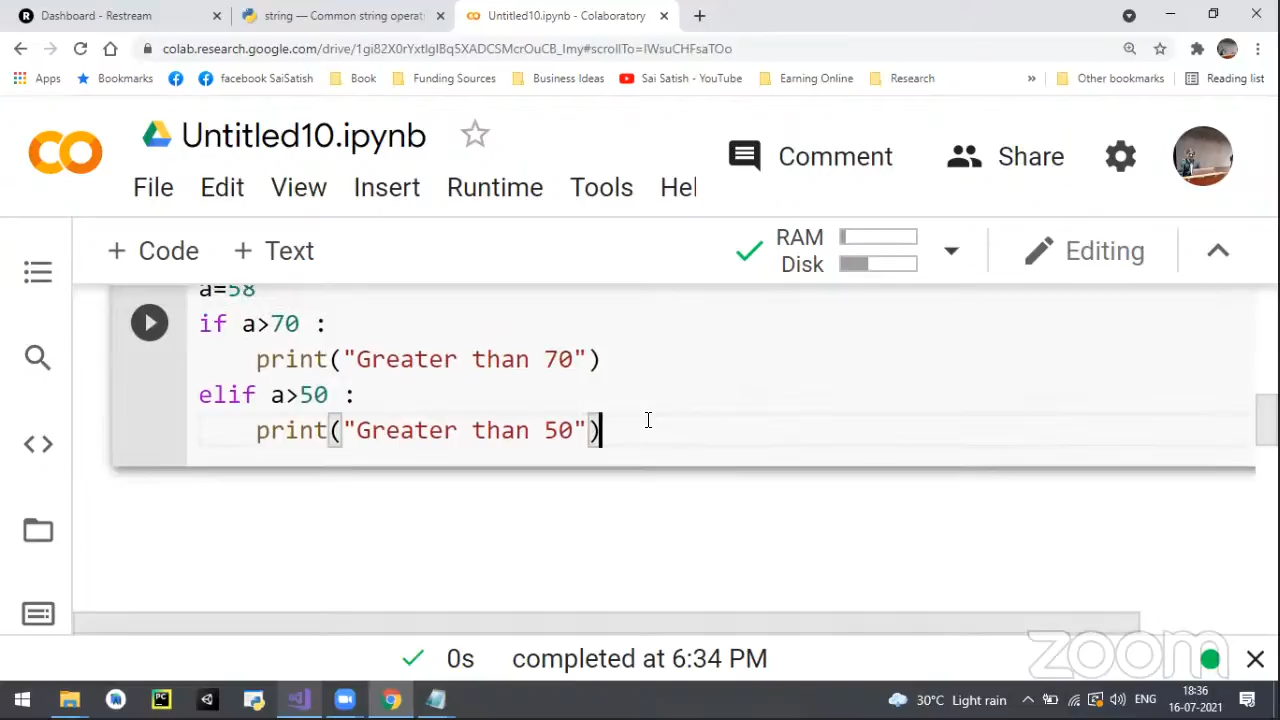 Dashboard - Restream
string — Common string operat
Untitled10.ipynb - Colaboratory
colab.research.google.com/drive/1gi82X0rYxtlgIBq5XADCSMcrOuCB_Imy#scrollTo=IWsuCHFsaTOo
Apps
Bookmarks
facebook SaiSatish
Book
Funding Sources
Business Ideas
Sai Satish - YouTube
Earning Online
Research
»
Other bookmarks
Reading list
Untitled10.ipynb
Comment
Share
File
Edit
View
Insert
Runtime
Tools
Hel
+ Code
+ Text
RAM
Disk
Editing
a=58
if a>70 :
print("Greater than 70")
elif a>50 :
print("Greater than 50")
0s
completed at 6:34 PM
zoom
30°C Light rain
ENG
18:36
16-07-2021